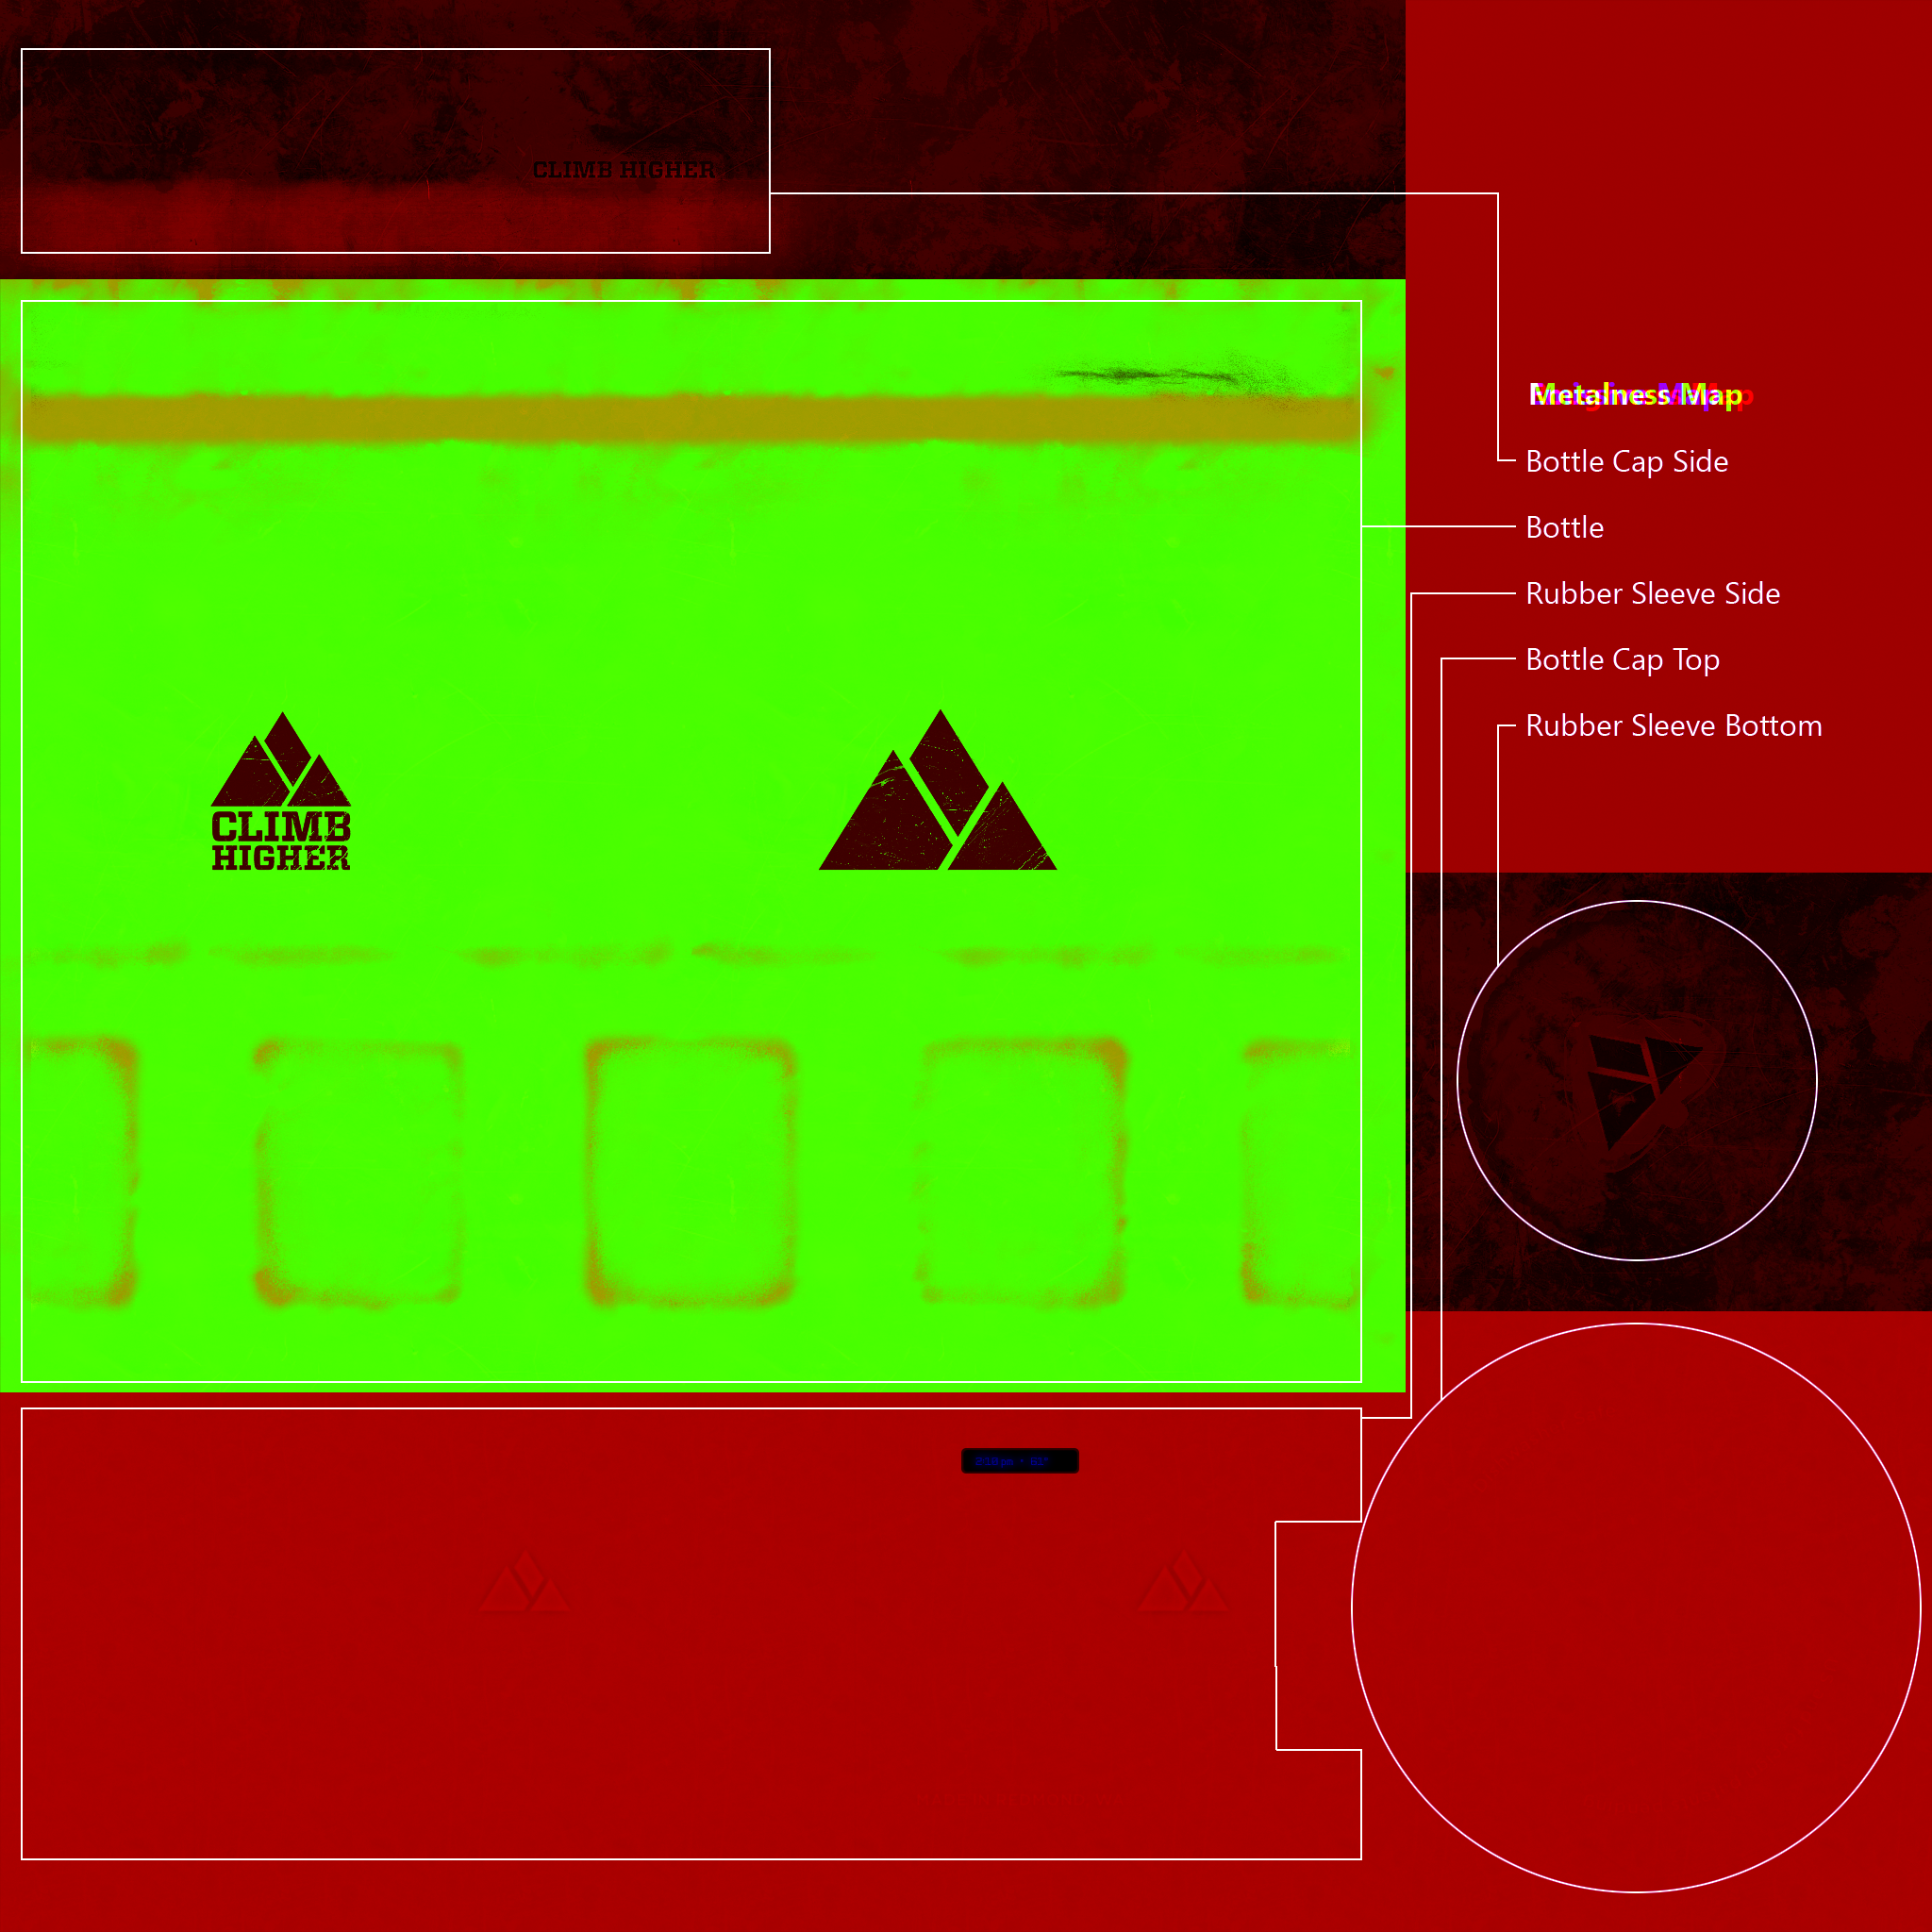 CLIMB HIGHER
Metalness Map
Bottle Cap Side
Bottle
Rubber Sleeve Side
Bottle Cap Top
Rubber Sleeve Bottom
CLIMB
HIGHER